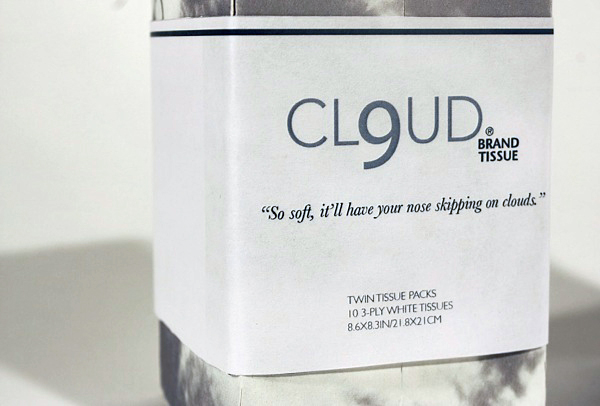 CL9UD®
BRAND
TISSUE
“So soft, it’ll have your nose skipping on clouds.”
TWIN TISSUE PACKS
10 3-PLY WHITE TISSUES
8.6X8.3IN/21.8X21CM